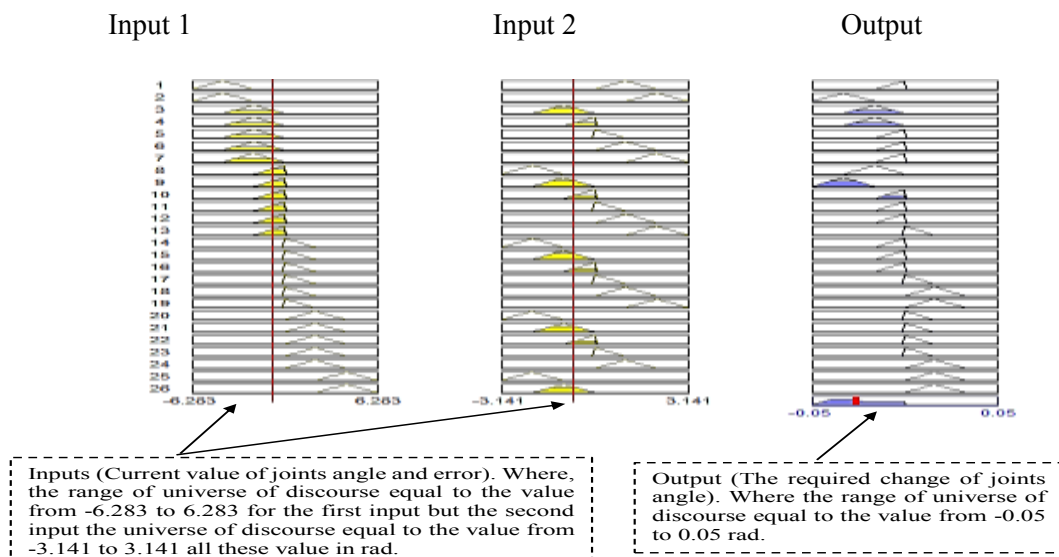 Input 1 Input 2 Output
1
2
3
4
5
6
7
8
9
10
11
12
13
14
15
16
17
18
19
20
21
22
23
24
25
26
-6.283 6.283 -3.141 3.141 -0.05 0.05
Inputs (Current value of joints angle and error). Where,
the range of universe of discourse equal to the value
from -6.283 to 6.283 for the first input but the second
input the universe of discourse equal to the value from
-3.141 to 3.141 all these value in rad.
Output (The required change of joints
angle). Where the range of universe of
discourse equal to the value from -0.05
to 0.05 rad.